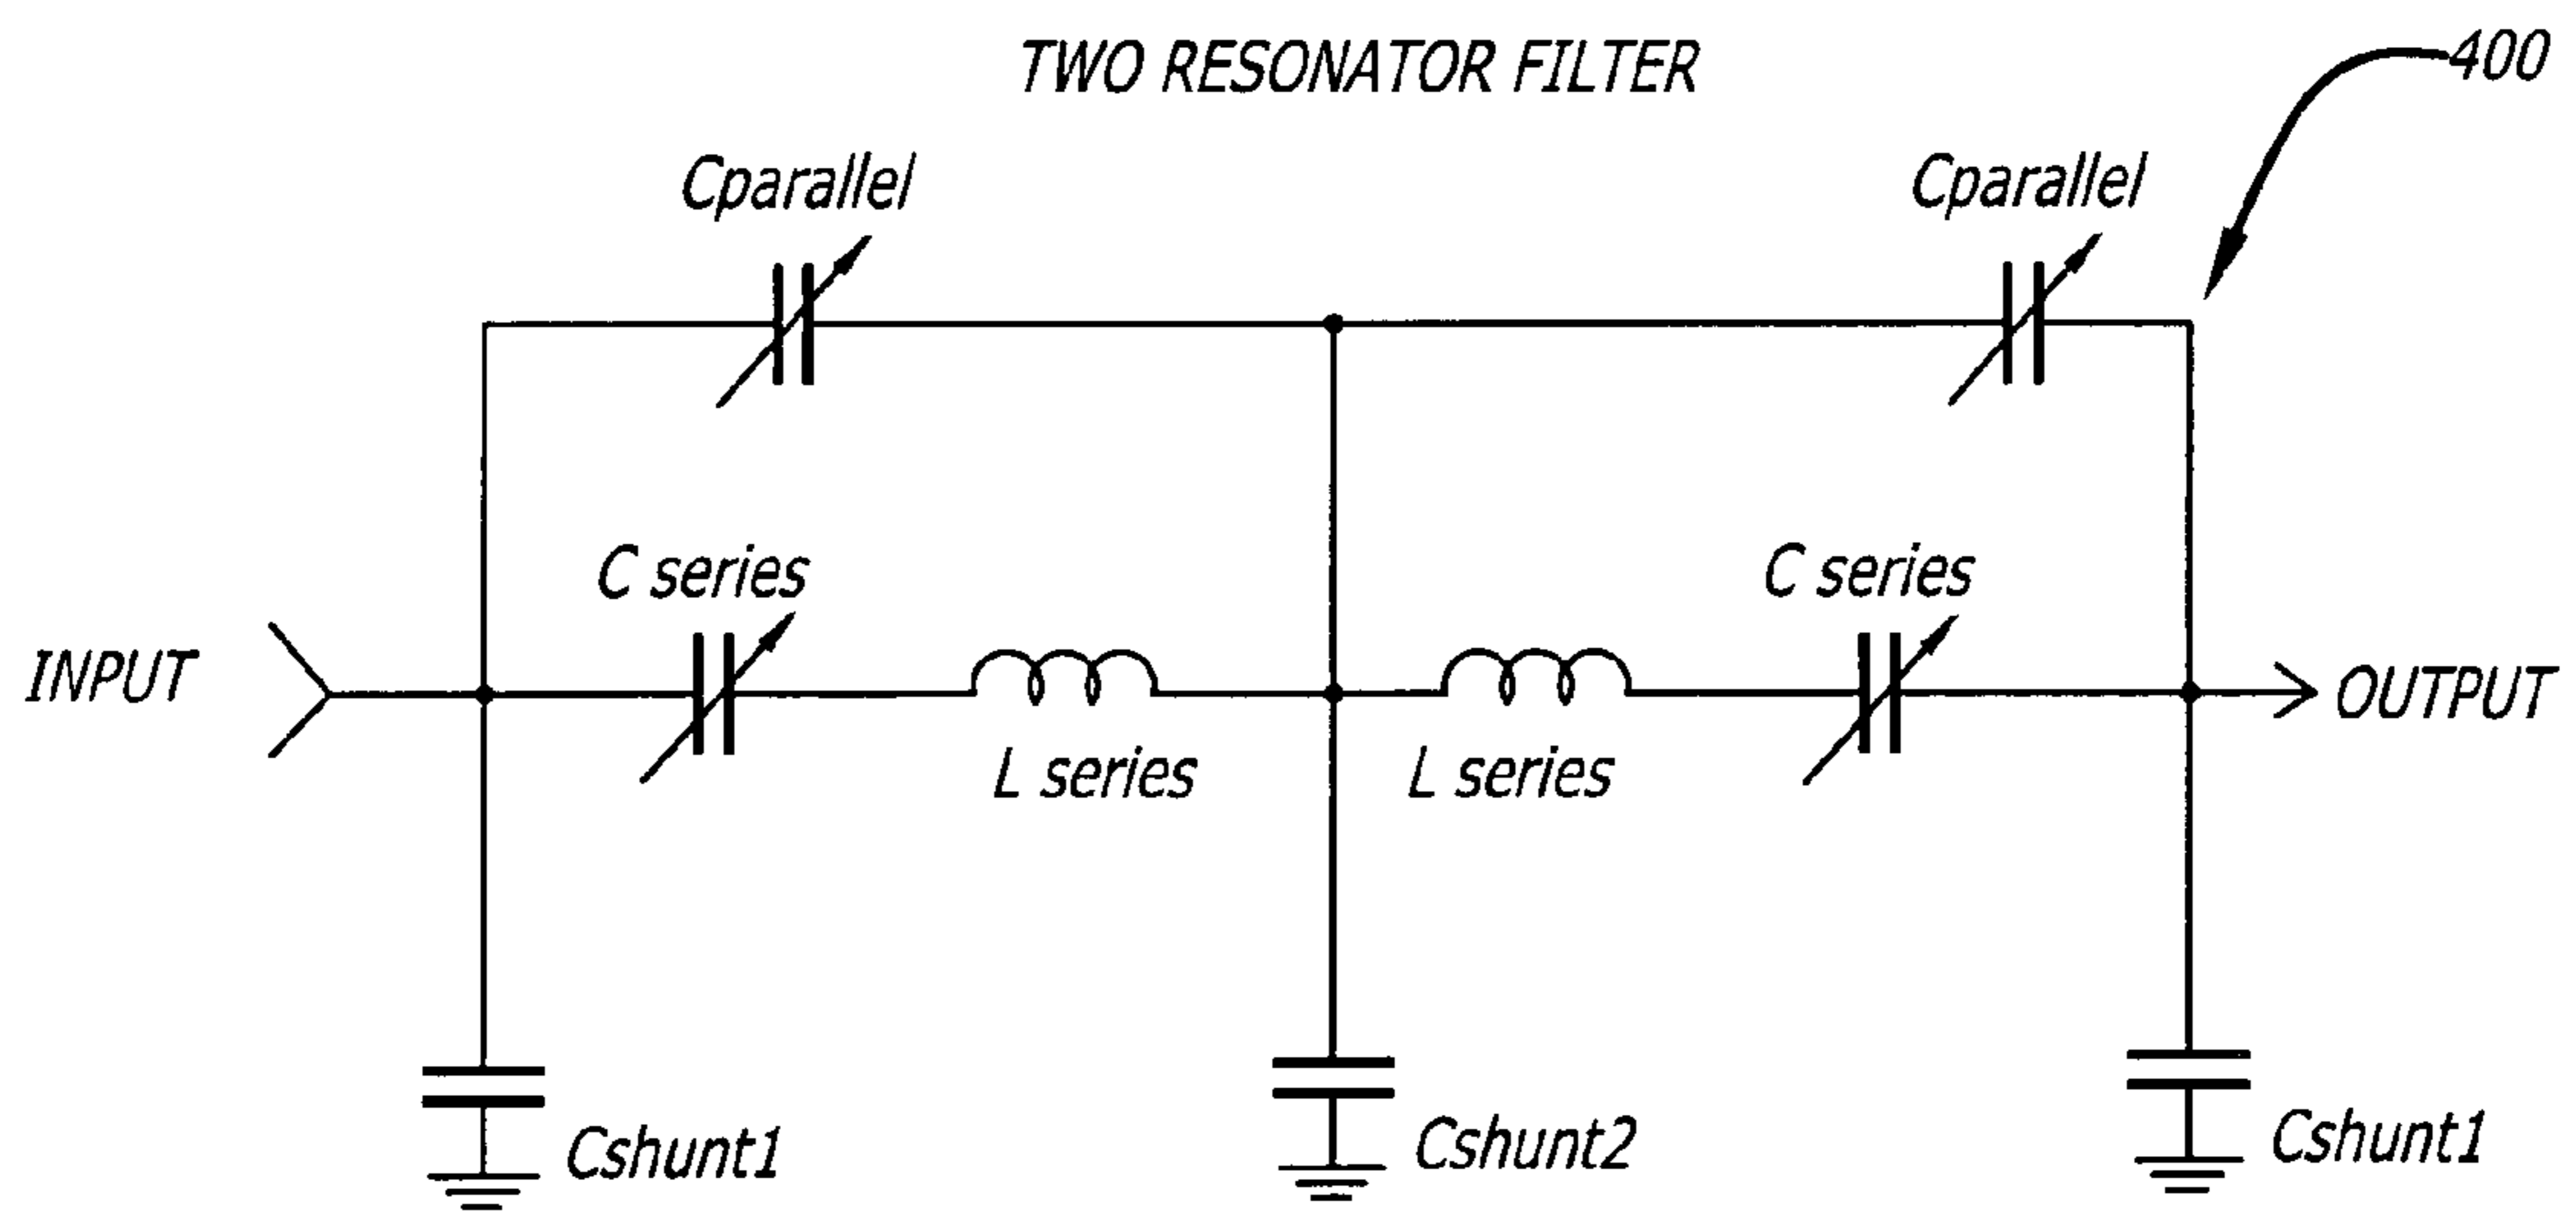 TWO RESONATOR FILTER
400
Cparallel
Cparallel
C series
C series
INPUT
OUTPUT
L series
L series
Cshunt1
Cshunt2
Cshunt1